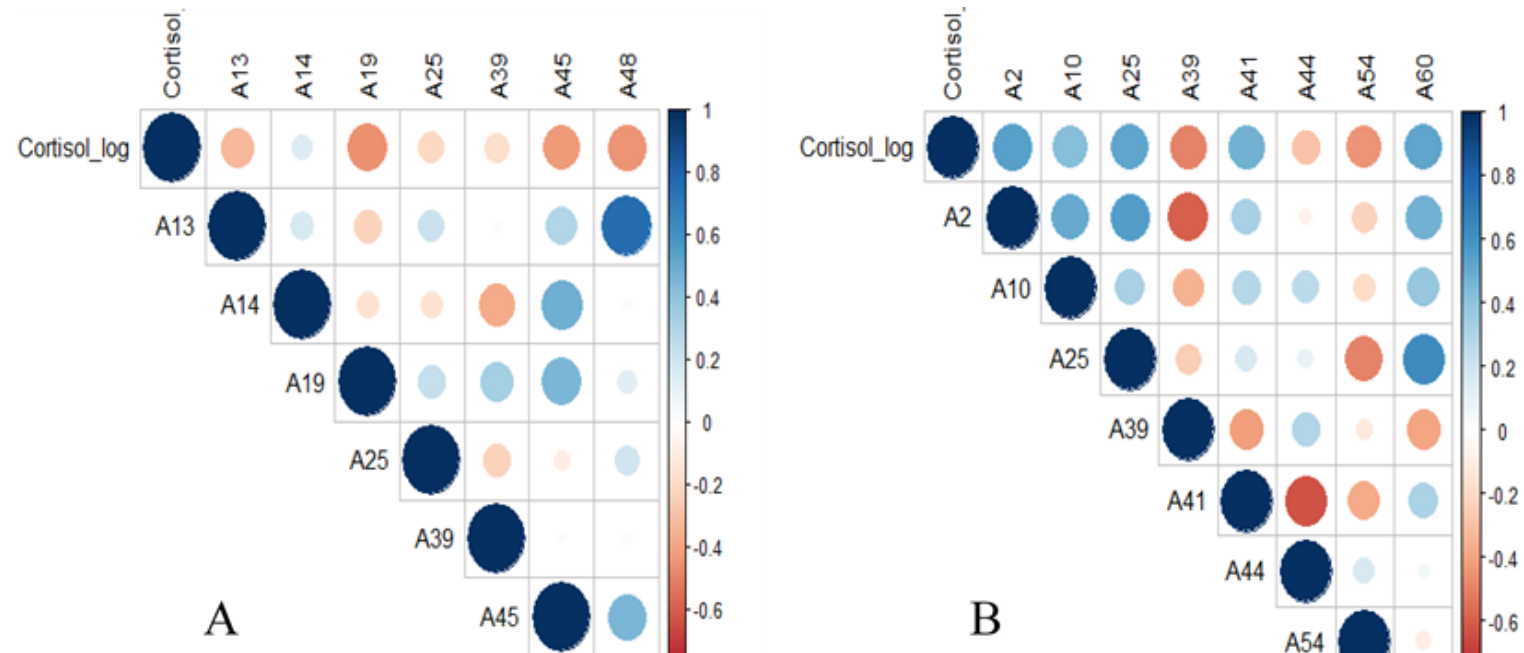 Cortisol_ A13 A14 A19 A25 A39 A45 A48
Cortisol_log
A13
A14
A19
A25
A39
A45
1
0.8
0.6
0.4
0.2
0
-0.2
-0.4
-0.6
A
Cortisol_ A2 A10 A25 A39 A41 A44 A54 A60
Cortisol_log
A2
A10
A25
A39
A41
A44
A54
1
0.8
0.6
0.4
0.2
0
-0.2
-0.4
-0.6
B